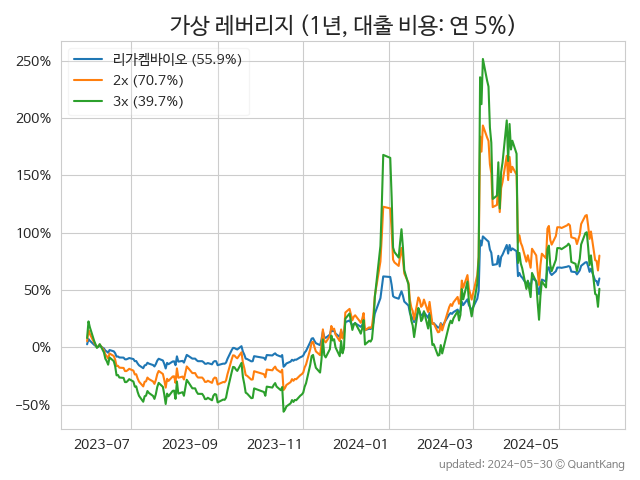 가상 레버리지 (1년, 대출 비용: 연 5%)
리가켐바이오 (55.9%)
2x (70.7%)
3x (39.7%)
250%
200%
150%
100%
50%
0%
−50%
2023-07 2023-09 2023-11 2024-01 2024-03 2024-05
updated: 2024-05-30 © QuantKang